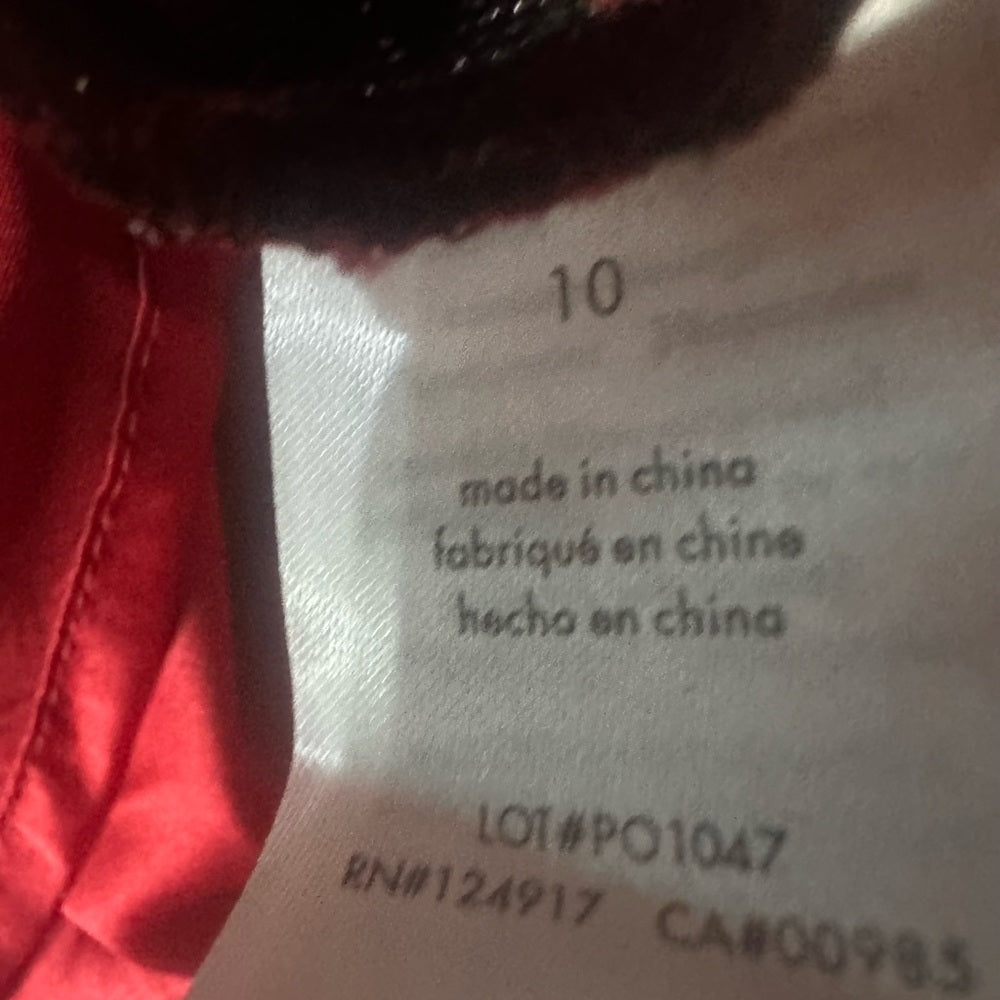 10
made in china
fabriqué en chine
hecho en china
LOT#PO1047
RN#124917 CA#00985